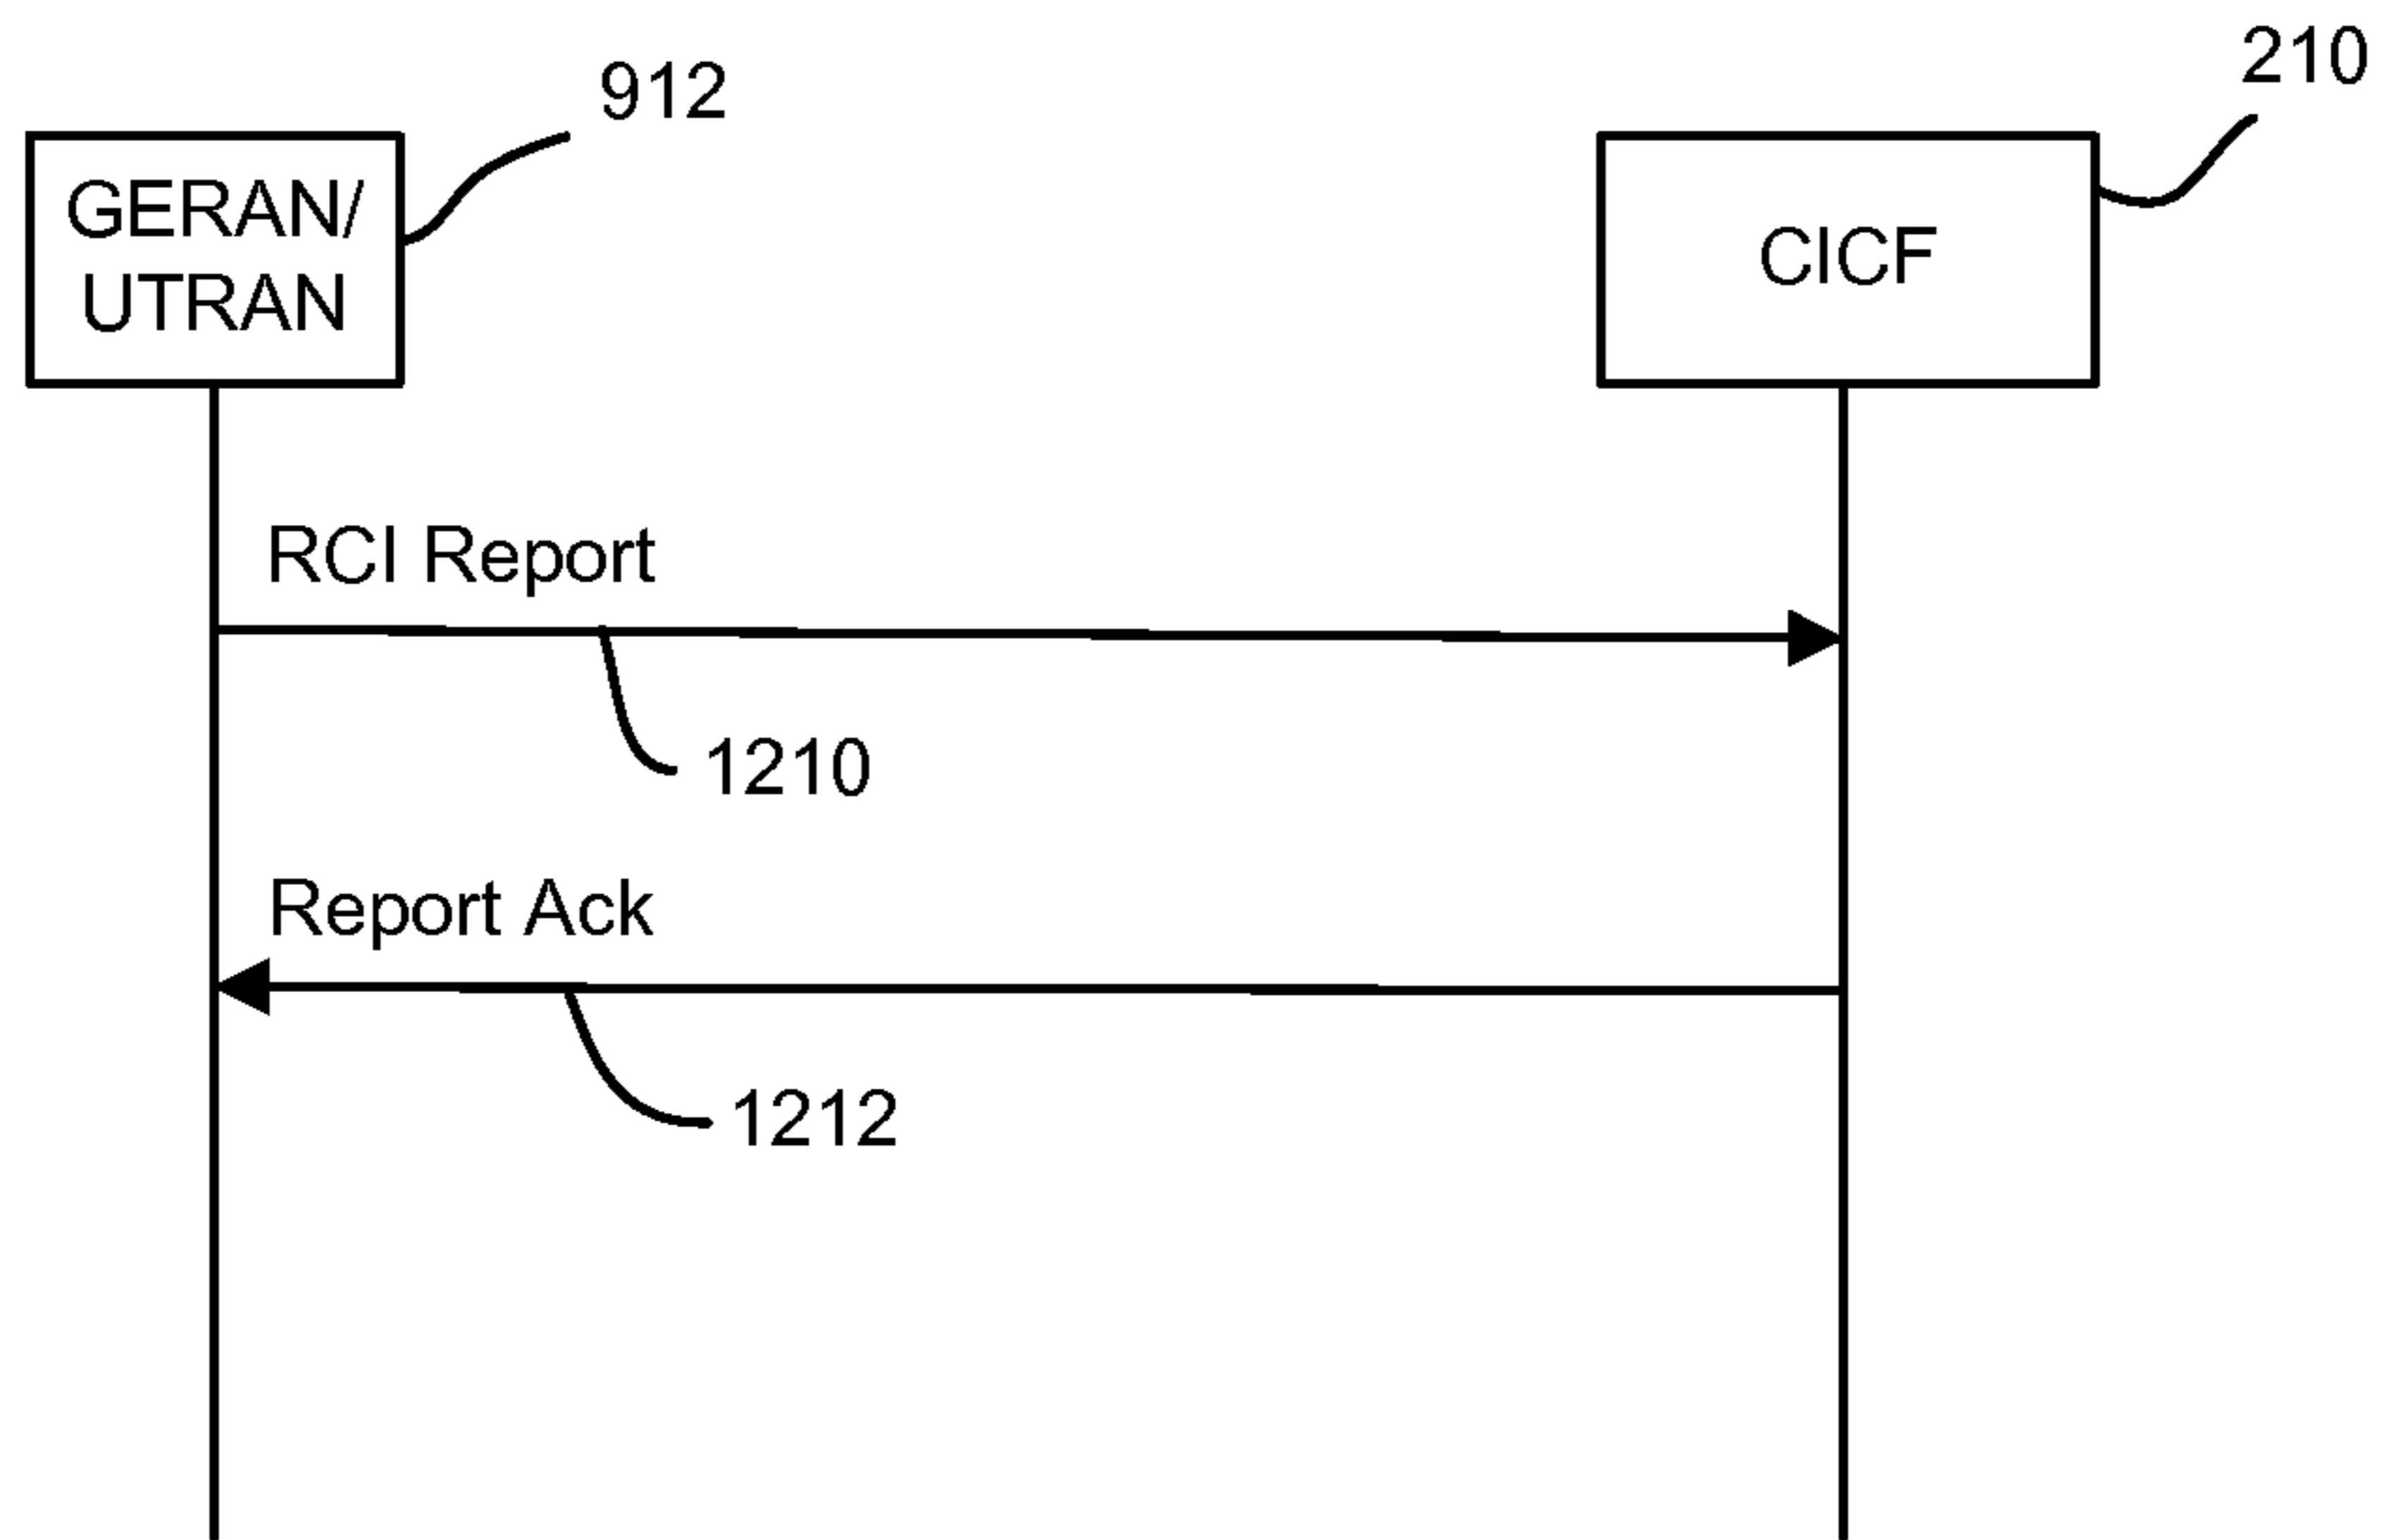 912
210
GERAN/
UTRAN
CICF
RCI Report
1210
Report Ack
1212